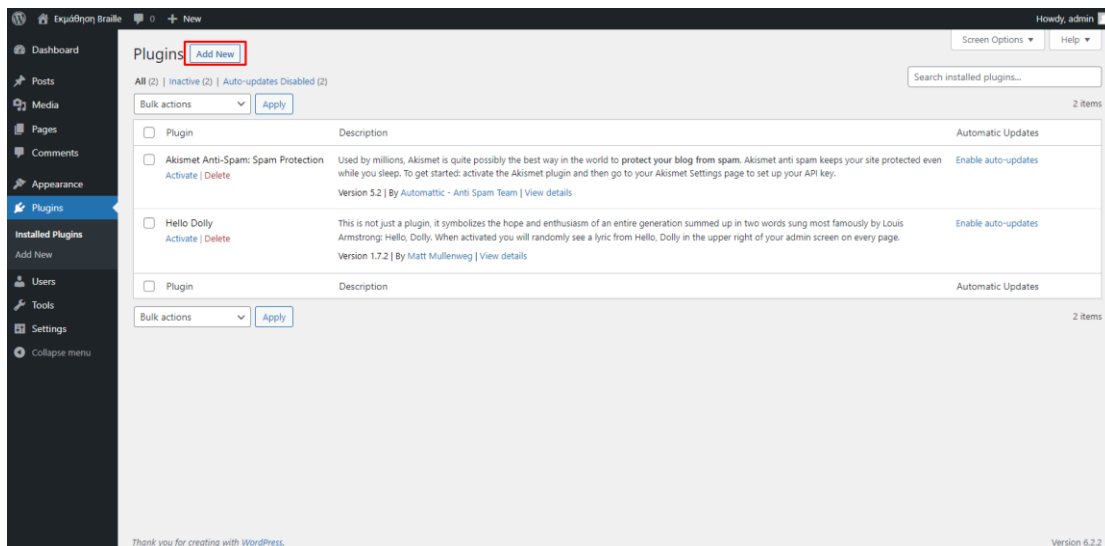 Εκμάθηση Braille 0 + New Howdy, admin
Dashboard
Posts
Media
Pages
Comments
Appearance
Plugins
Installed Plugins
Add New
Users
Tools
Settings
Collapse menu
Screen Options Help
Plugins Add New
All (2) | Inactive (2) | Auto-updates Disabled (2)
Search installed plugins...
Bulk actions Apply 2 items
Plugin Description Automatic Updates
Akismet Anti-Spam: Spam Protection
Activate | Delete
Used by millions, Akismet is quite possibly the best way in the world to protect your blog from spam. Akismet anti spam keeps your site protected even
while you sleep. To get started: activate the Akismet plugin and then go to your Akismet Settings page to set up your API key.
Version 5.2 | By Automattic - Anti Spam Team | View details
Enable auto-updates
Hello Dolly
Activate | Delete
This is not just a plugin, it symbolizes the hope and enthusiasm of an entire generation summed up in two words sung most famously by Louis
Armstrong: Hello, Dolly. When activated you will randomly see a lyric from Hello, Dolly in the upper right of your admin screen on every page.
Version 1.7.2 | By Matt Mullenweg | View details
Enable auto-updates
Plugin Description Automatic Updates
Bulk actions Apply 2 items
Thank you for creating with WordPress. Version 6.2.2